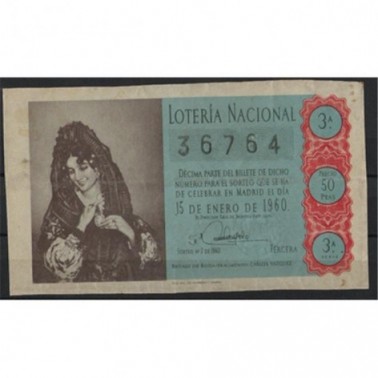 LOTERÍA NACIONAL
3ª
36764
DÉCIMA PARTE DEL BILLETE DE DICHO
NÚMERO PARA EL SORTEO QUE SE HA
DE CELEBRAR EN MADRID EL DÍA
15 DE ENERO DE 1960.
PRECIO
50
PTAS
TERCERA
3ª
SERIE